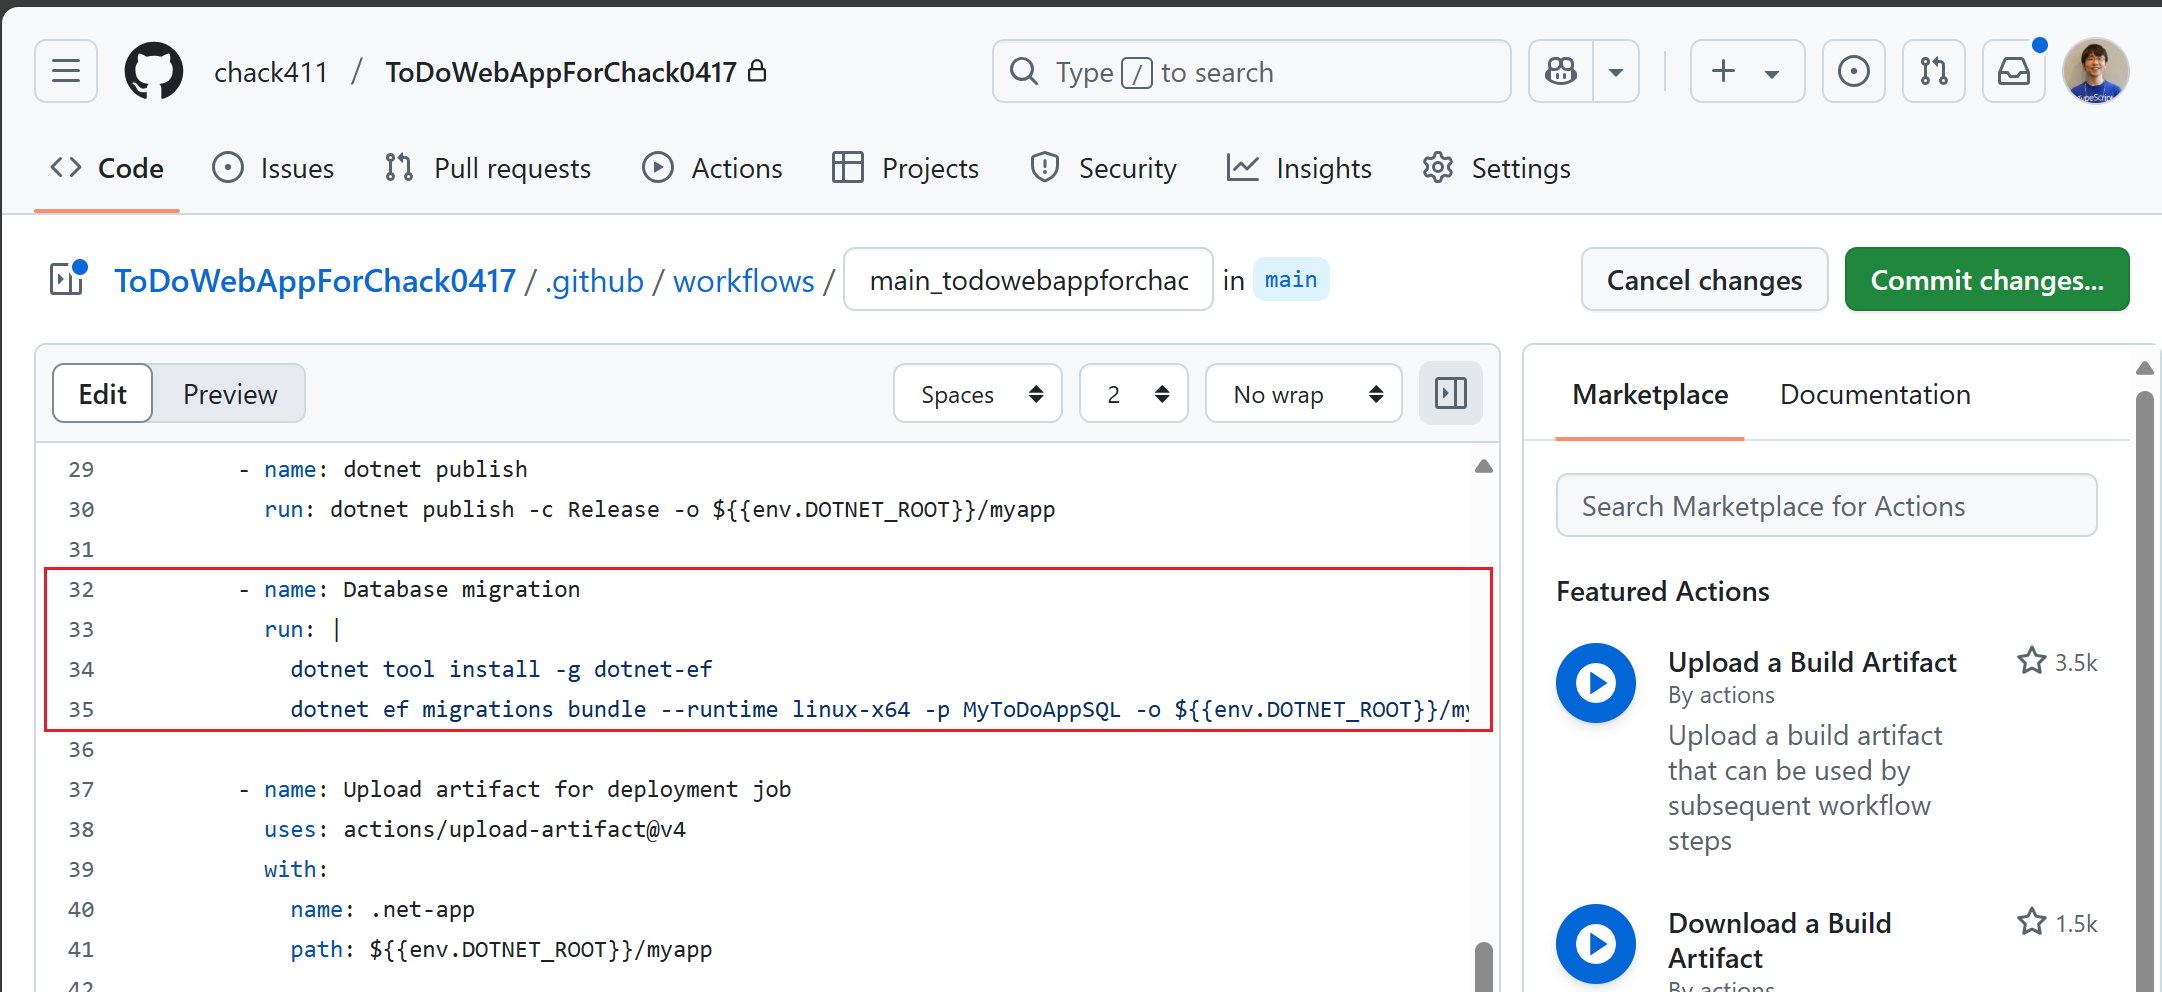 chack411 / ToDoWebAppForChack0417
Type / to search
Code Issues Pull requests Actions Projects Security Insights Settings
ToDoWebAppForChack0417 / .github / workflows / main_todowebappforchac in main
Cancel changes Commit changes...
Edit Preview
Spaces 2 No wrap
29 - name: dotnet publish
30 run: dotnet publish -c Release -o ${{env.DOTNET_ROOT}}/myapp
31
32 - name: Database migration
33 run: |
34 dotnet tool install -g dotnet-ef
35 dotnet ef migrations bundle --runtime linux-x64 -p MyToDoAppSQL -o ${{env.DOTNET_ROOT}}/my
36
37 - name: Upload artifact for deployment job
38 uses: actions/upload-artifact@v4
39 with:
40 name: .net-app
41 path: ${{env.DOTNET_ROOT}}/myapp
42
Marketplace Documentation
Search Marketplace for Actions
Featured Actions
Upload a Build Artifact 3.5k
By actions
Upload a build artifact
that can be used by
subsequent workflow
steps
Download a Build 1.5k
Artifact
By actions